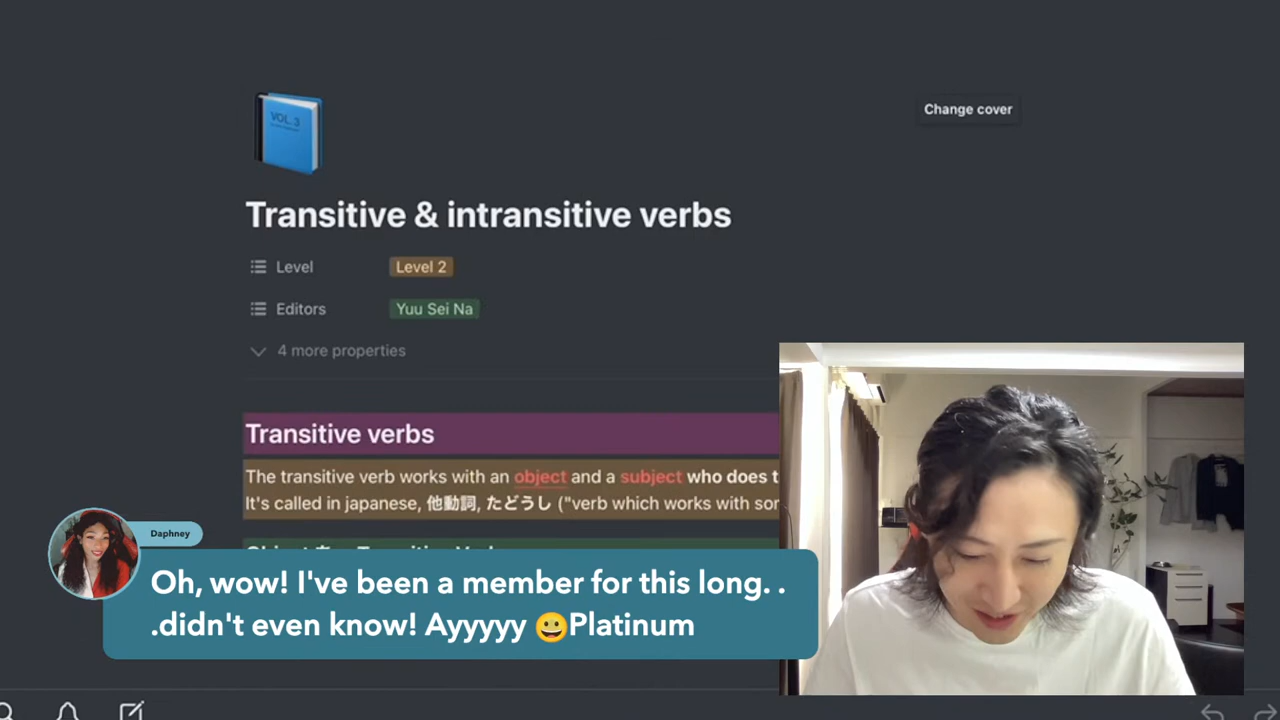 VOL.3
Change cover
Transitive & intransitive verbs
Level Level 2
Editors Yuu Sei Na
4 more properties
Transitive verbs
The transitive verb works with an object and a subject who does t
It's called in japanese, 他動詞, たどうし ("verb which works with som
Daphney
Oh, wow! I've been a member for this long. .
.didn't even know! Ayyyyy 😀Platinum